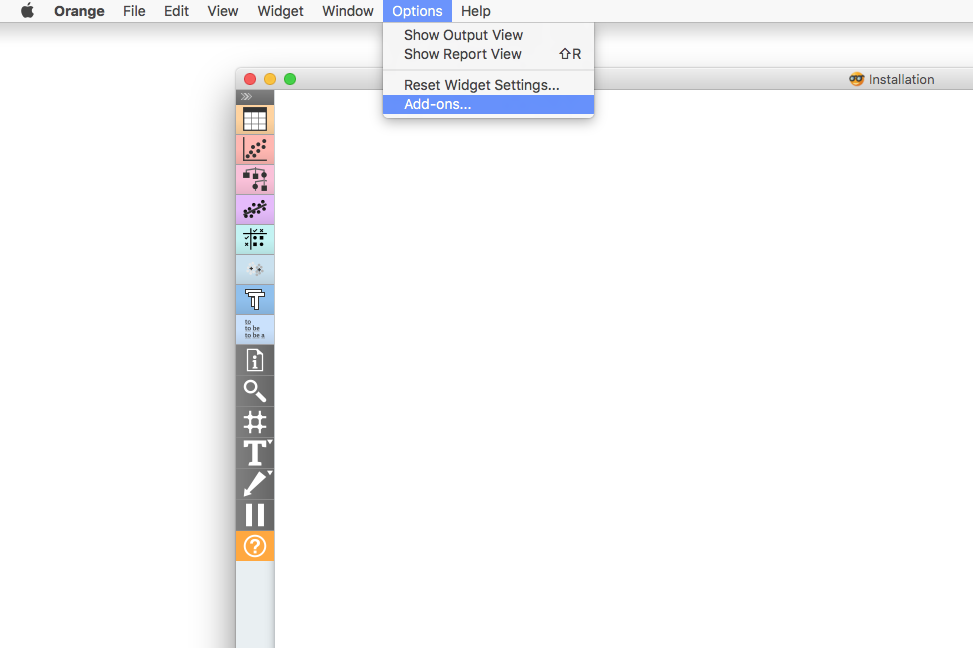 Orange File Edit View Widget Window Options Help
Show Output View
Show Report View ⇧R
Reset Widget Settings...
Add-ons...
Installation
T
to
to be
to be a
i
T
?